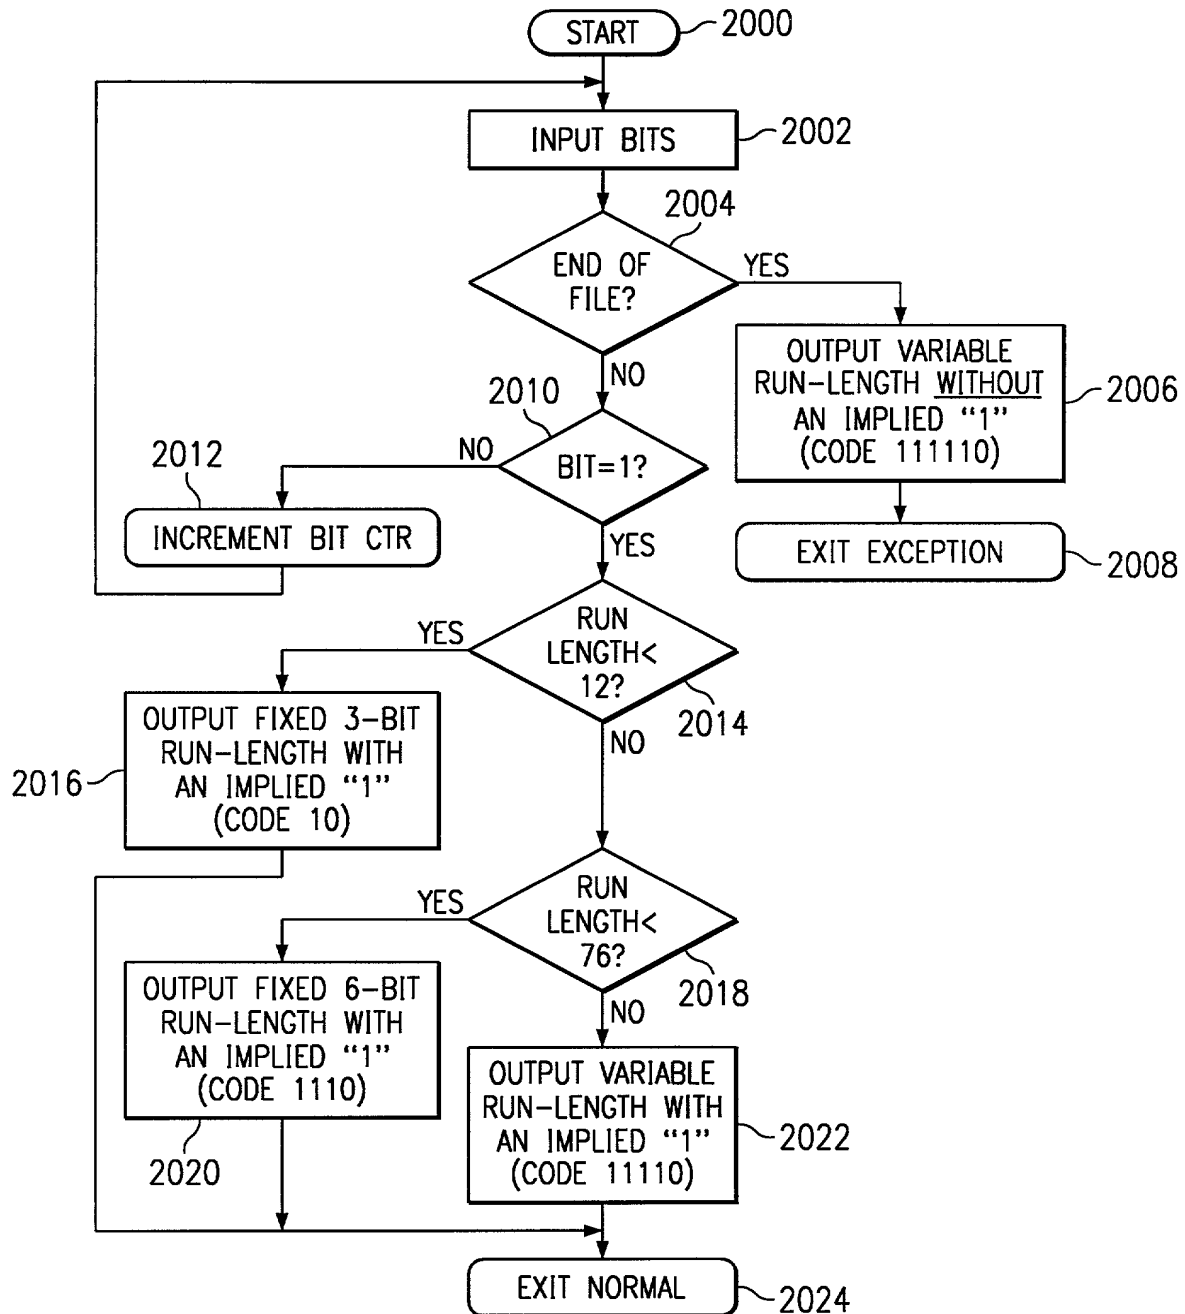 START
2000
INPUT BITS
2002
2004
END OF
FILE?
YES
NO
OUTPUT VARIABLE
RUN-LENGTH WITHOUT
AN IMPLIED “1”
(CODE 111110)
2006
2010
BIT=1?
NO
2012
INCREMENT BIT CTR
YES
EXIT EXCEPTION
2008
RUN
LENGTH<
12?
YES
2014
NO
OUTPUT FIXED 3-BIT
RUN-LENGTH WITH
AN IMPLIED “1”
(CODE 10)
2016
RUN
LENGTH<
76?
YES
2018
NO
OUTPUT FIXED 6-BIT
RUN-LENGTH WITH
AN IMPLIED “1”
(CODE 1110)
2020
OUTPUT VARIABLE
RUN-LENGTH WITH
AN IMPLIED “1”
(CODE 11110)
2022
EXIT NORMAL
2024